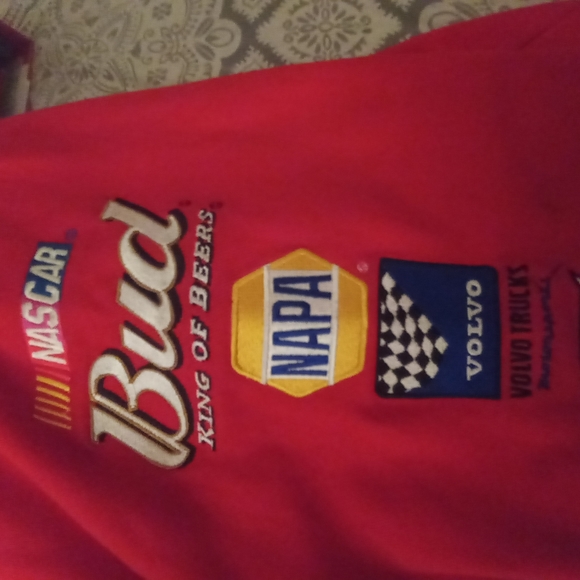 NASCAR
Bud
KING OF BEERS
NAPA
VOLVO
VOLVO TRUCKS